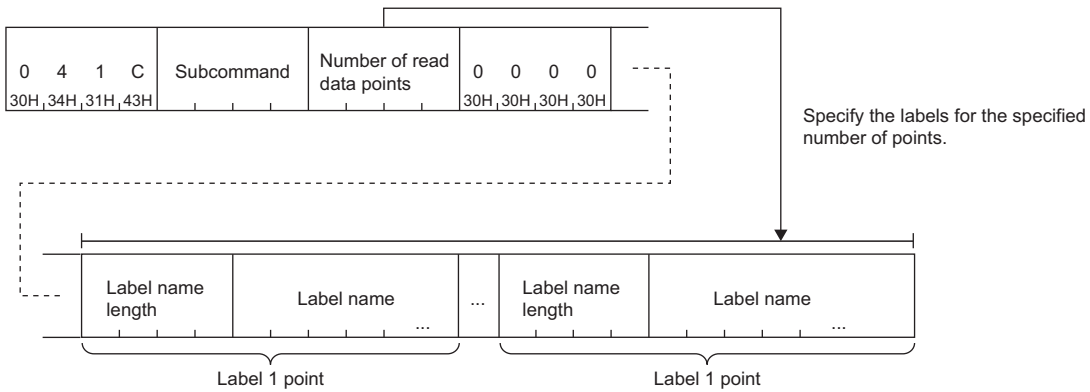 0 4 1 C
Subcommand
Number of read
data points
0 0 0 0
30H 34H 31H 43H
30H 30H 30H 30H
Specify the labels for the specified
number of points.
Label name
length
Label name
...
...
Label name
length
Label name
...
Label 1 point
Label 1 point